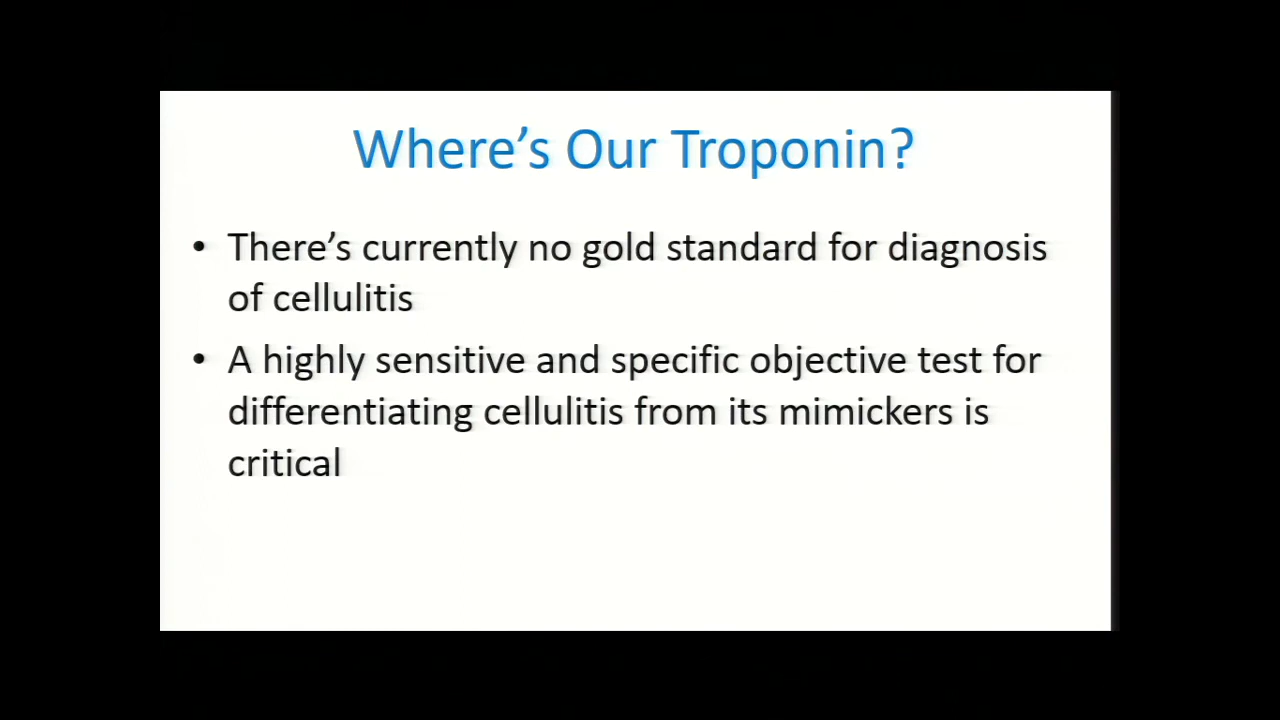 Where’s Our Troponin?
• There’s currently no gold standard for diagnosis
of cellulitis
• A highly sensitive and specific objective test for
differentiating cellulitis from its mimickers is
critical